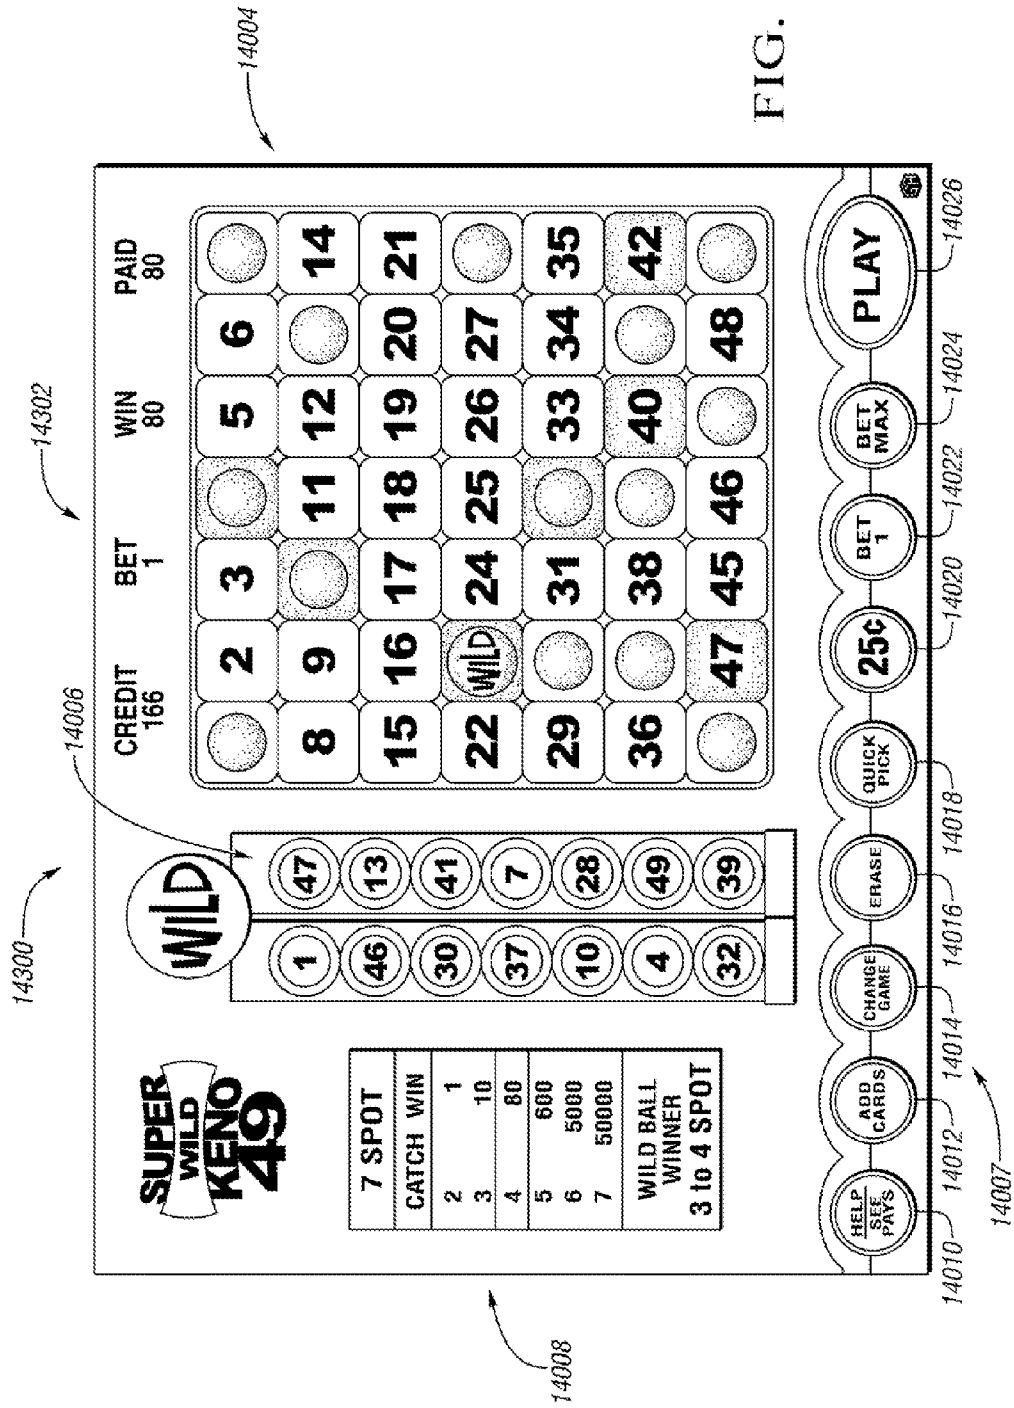 14300
14302
14006
14004
SUPER
WILD
KENO
49
WILD
CREDIT
166
BET
1
WIN
80
PAID
80
7 SPOT
CATCH WIN
2 1
3 10
4 80
5 600
6 5000
7 50000
WILD BALL
WINNER
3 to 4 SPOT
1 47
46 13
30 41
37 7
10 28
4 49
32 39
2 3 5 6
8 9 11 12 14
15 16 17 18 19 20 21
22 WILD 24 25 26 27
29 31 33 34 35
36 38 40 42
47 45 46 48
14008
HELP
SEE
PAYS
ADD
CARDS
CHANGE
GAME
ERASE
QUICK
PICK
25¢
BET
1
BET
MAX
PLAY
14010
14012
14014
14016
14018
14020
14022
14024
14026
14007
FIG.